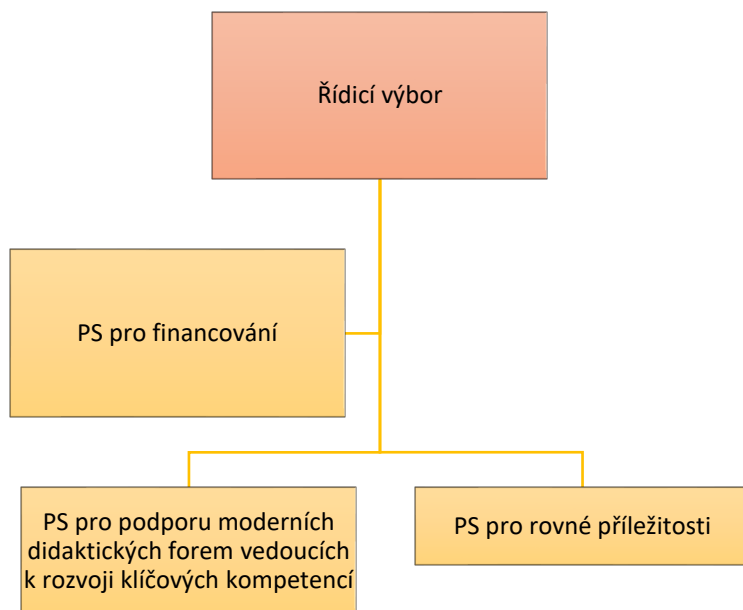 Řídicí výbor
PS pro financování
PS pro podporu moderních
didaktických forem vedoucích
k rozvoji klíčových kompetencí
PS pro rovné příležitosti